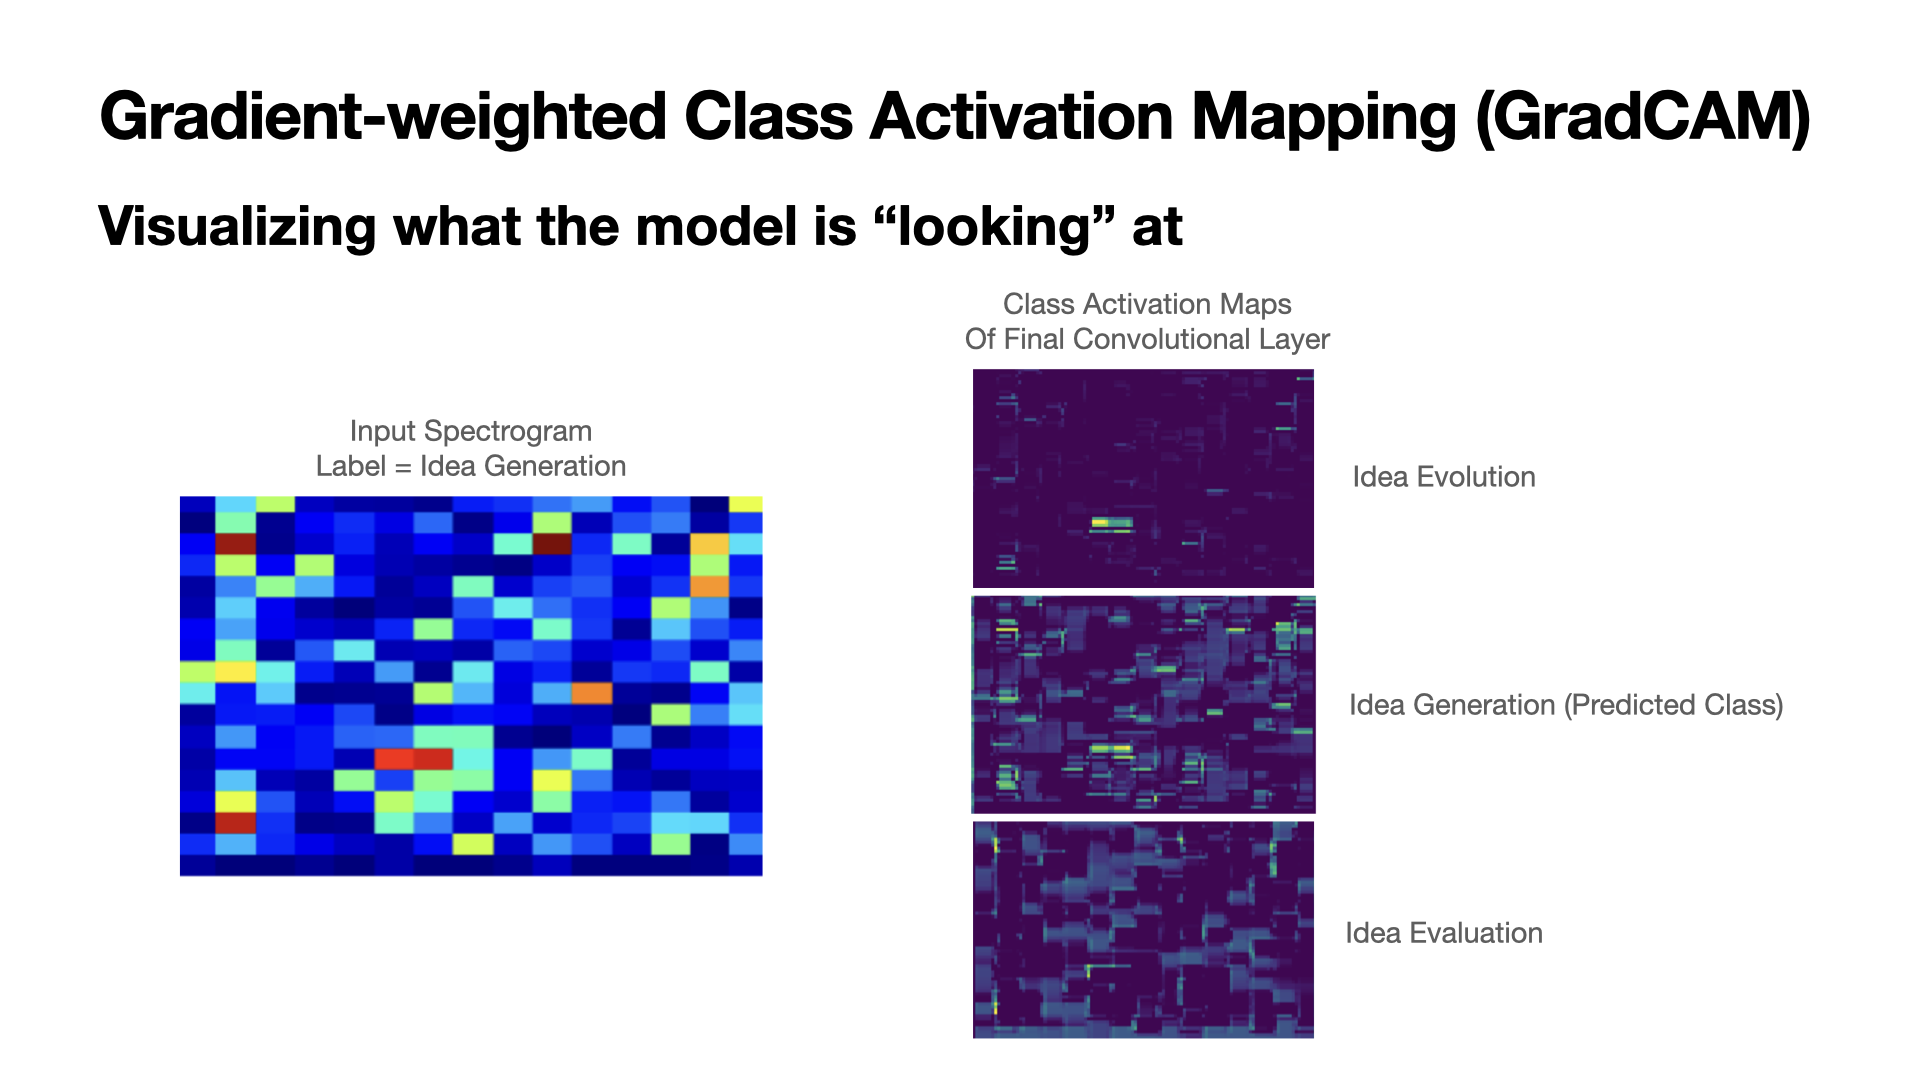 Gradient-weighted Class Activation Mapping (GradCAM)
Visualizing what the model is “looking” at
Input Spectrogram
Label = Idea Generation
Class Activation Maps
Of Final Convolutional Layer
Idea Evolution
Idea Generation (Predicted Class)
Idea Evaluation